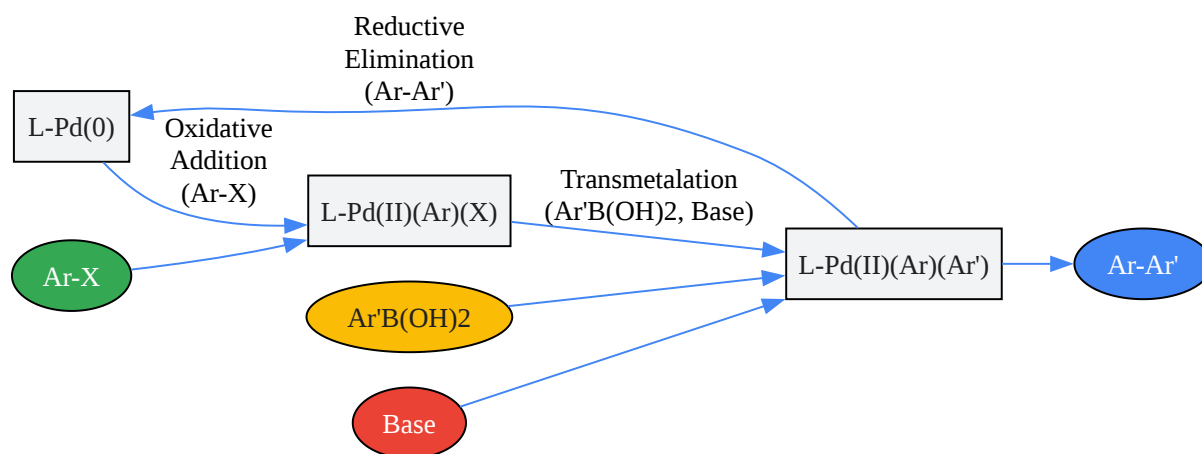 Reductive
Elimination
(Ar-Ar')
L-Pd(0)
Oxidative
Addition
(Ar-X)
L-Pd(II)(Ar)(X)
Transmetalation
(Ar'B(OH)2, Base)
L-Pd(II)(Ar)(Ar')
Ar-Ar'
Ar-X
Ar'B(OH)2
Base